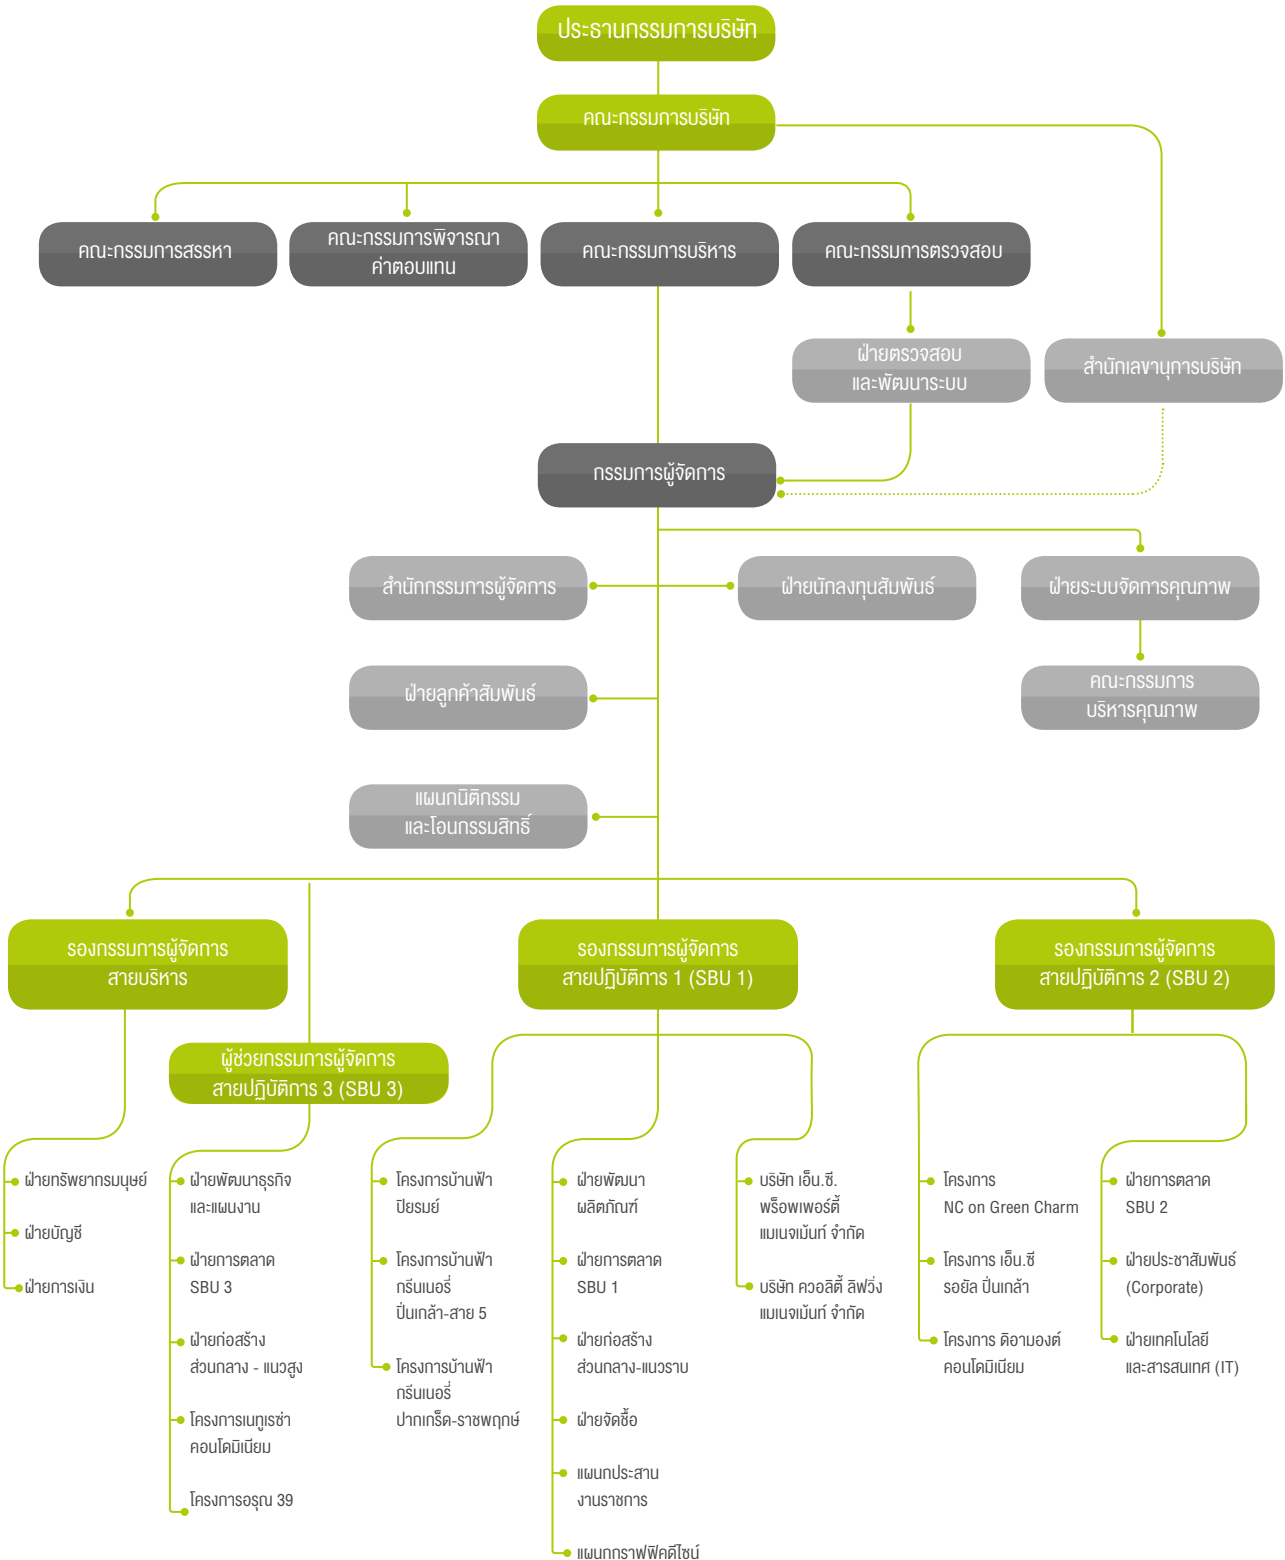 ประธานกรรมการบริษัท
คณะกรรมการบริษัท
คณะกรรมการสรรหา
คณะกรรมการพิจารณา
ค่าตอบแทน
คณะกรรมการบริหาร
คณะกรรมการตรวจสอบ
ฝ่ายตรวจสอบ
และพัฒนาระบบ
สำนักเลขานุการบริษัท
กรรมการผู้จัดการ
สำนักกรรมการผู้จัดการ
ฝ่ายนักลงทุนสัมพันธ์
ฝ่ายระบบจัดการคุณภาพ
ฝ่ายลูกค้าสัมพันธ์
คณะกรรมการ
บริหารคุณภาพ
แผนกนิติกรรม
และโอนกรรมสิทธิ์
รองกรรมการผู้จัดการ
สายบริหาร
รองกรรมการผู้จัดการ
สายปฏิบัติการ 1 (SBU 1)
รองกรรมการผู้จัดการ
สายปฏิบัติการ 2 (SBU 2)
ผู้ช่วยกรรมการผู้จัดการ
สายปฏิบัติการ 3 (SBU 3)
ฝ่ายทรัพยากรมนุษย์
ฝ่ายบัญชี
ฝ่ายการเงิน
ฝ่ายพัฒนาธุรกิจ
และแผนงาน
ฝ่ายการตลาด
SBU 3
ฝ่ายก่อสร้าง
ส่วนกลาง - แนวสูง
โครงการเนทูเรซ่า
คอนโดมิเนียม
โครงการอรุณ 39
โครงการบ้านฟ้า
ปิยรมย์
โครงการบ้านฟ้า
กรีนเนอรี่
ปิ่นเกล้า-สาย 5
โครงการบ้านฟ้า
กรีนเนอรี่
ปากเกร็ด-ราชพฤกษ์
ฝ่ายพัฒนา
ผลิตภัณฑ์
ฝ่ายการตลาด
SBU 1
ฝ่ายก่อสร้าง
ส่วนกลาง-แนวราบ
ฝ่ายจัดซื้อ
แผนกประสาน
งานราชการ
แผนกกราฟฟิคดีไซน์
บริษัท เอ็น.ซี.
พร็อพเพอร์ตี้
แมเนจเม้นท์ จำกัด
บริษัท ควอลิตี้ ลิฟวิ่ง
แมเนจเม้นท์ จำกัด
โครงการ
NC on Green Charm
โครงการ เอ็น.ซี
รอยัล ปิ่นเกล้า
โครงการ ดิอามองต์
คอนโดมิเนียม
ฝ่ายการตลาด
SBU 2
ฝ่ายประชาสัมพันธ์
(Corporate)
ฝ่ายเทคโนโลยี
และสารสนเทศ (IT)